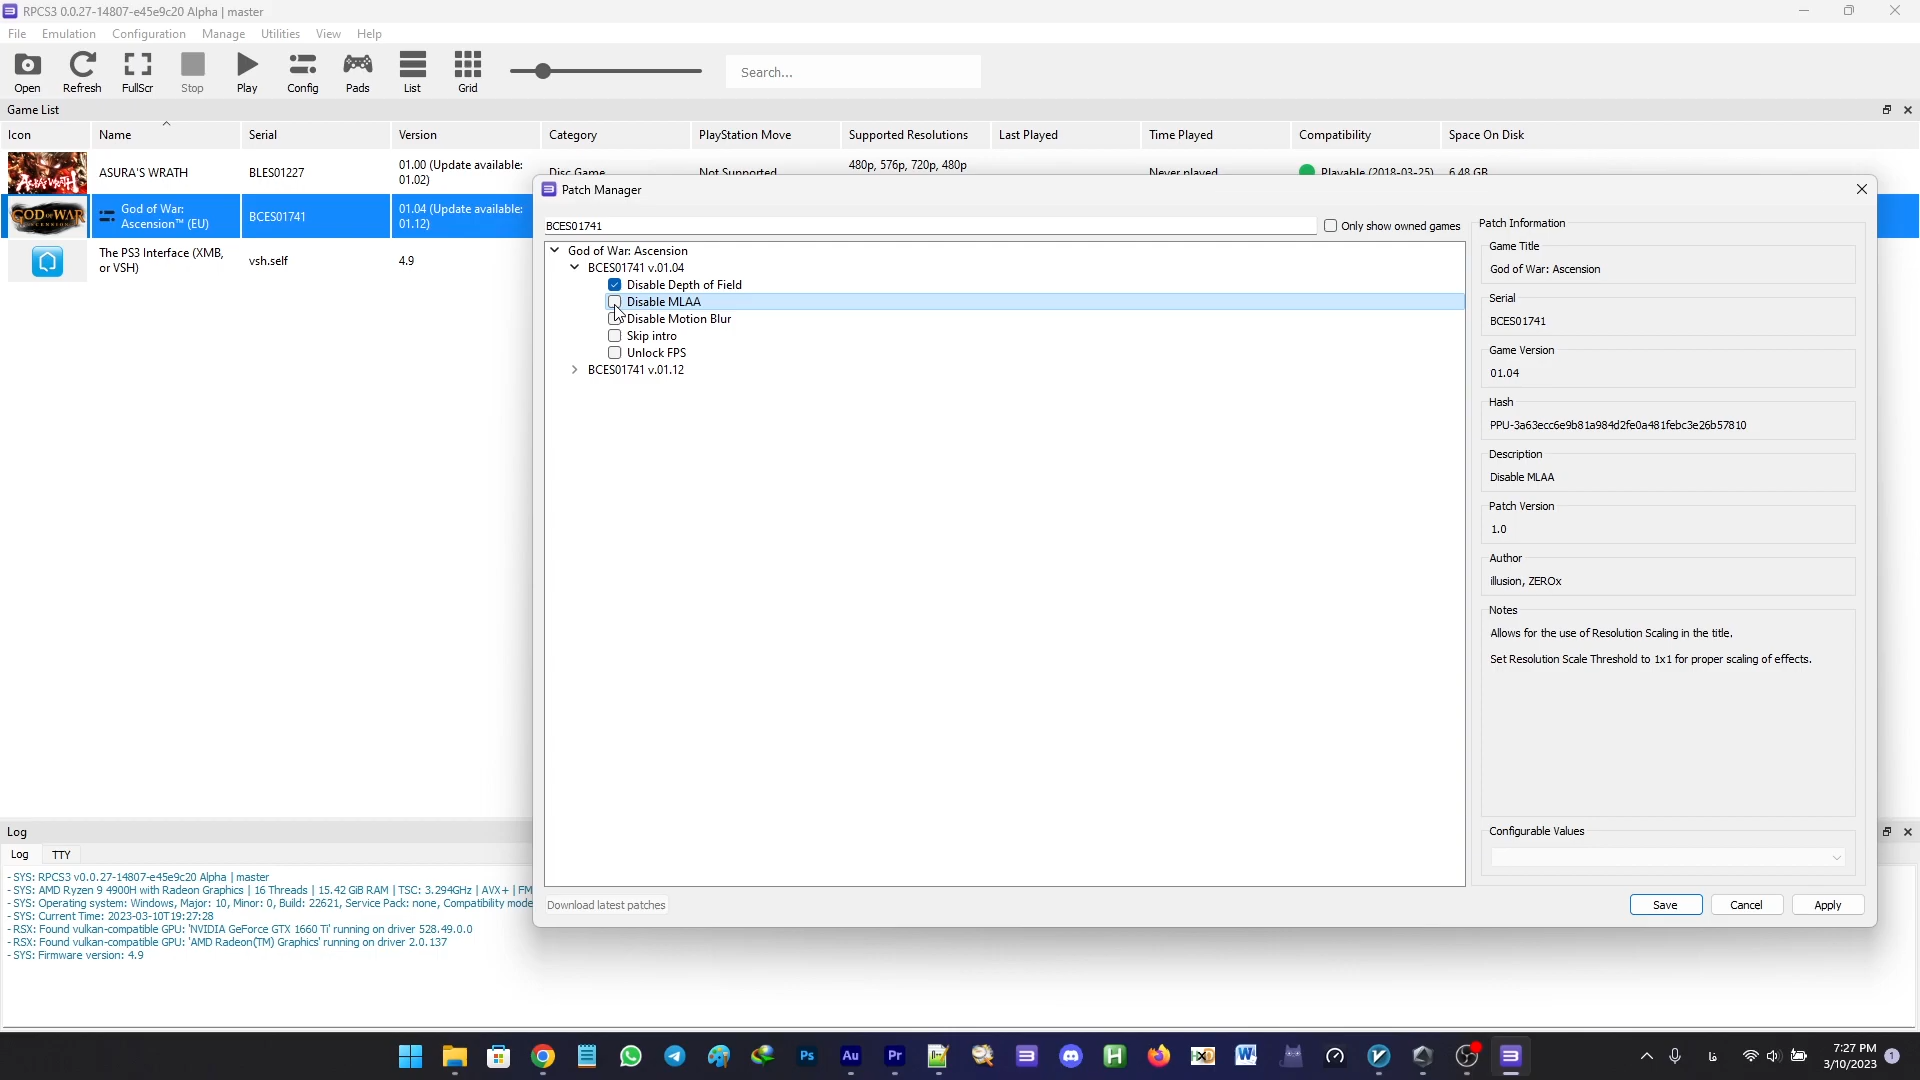 RPCS3 0.0.27-14807-e45e9c20 Alpha | master
File Emulation Configuration Manage Utilities View Help
Open Refresh FullScr Stop Play Config Pads List Grid Search...
Game List
Icon Name Serial Version Category PlayStation Move Supported Resolutions Last Played Time Played Compatibility Space On Disk
ASURA'S WRATH BLES01227 01.00 (Update available: 01.02) Disc Game Not Supported 480p, 576p, 720p, 480p Never played Playable (2018-03-25) 6.48 GB
God of War: Ascension™ (EU) BCES01741 01.04 (Update available: 01.12)
The PS3 Interface (XMB, or VSH) vsh.self 4.9
Patch Manager
BCES01741 Only show owned games
God of War: Ascension
BCES01741 v.01.04
Disable Depth of Field
Disable MLAA
Disable Motion Blur
Skip intro
Unlock FPS
BCES01741 v.01.12
Download latest patches
Patch Information
Game Title
God of War: Ascension
Serial
BCES01741
Game Version
01.04
Hash
PPU-3a63ecc6e9b81a984d2fe0a481febc3e26b57810
Description
Disable MLAA
Patch Version
1.0
Author
illusion, ZEROx
Notes
Allows for the use of Resolution Scaling in the title.
Set Resolution Scale Threshold to 1x1 for proper scaling of effects.
Configurable Values
Save Cancel Apply
Log
Log TTY
- SYS: RPCS3 v0.0.27-14807-e45e9c20 Alpha | master
- SYS: AMD Ryzen 9 4900H with Radeon Graphics | 16 Threads | 15.42 GiB RAM | TSC: 3.294GHz | AVX+ | FM
- SYS: Operating system: Windows, Major: 10, Minor: 0, Build: 22621, Service Pack: none, Compatibility mode
- SYS: Current Time: 2023-03-10T19:27:28
- RSX: Found vulkan-compatible GPU: 'NVIDIA GeForce GTX 1660 Ti' running on driver 528.49.0.0
- RSX: Found vulkan-compatible GPU: 'AMD Radeon(TM) Graphics' running on driver 2.0.137
- SYS: Firmware version: 4.9
Ps Au Pr H HXD W فا
7:27 PM
3/10/2023 1